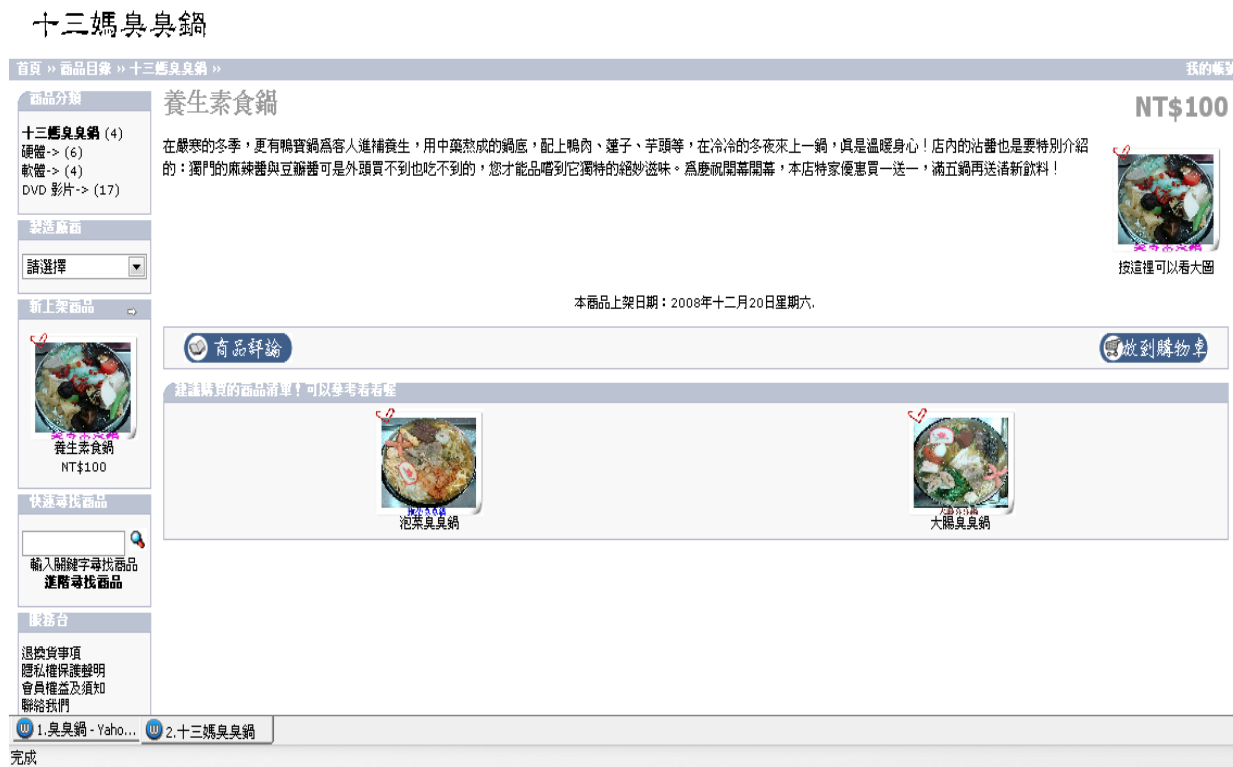 十三媽臭臭鍋
首頁 » 商品目錄 » 十三媽臭臭鍋 »
我的帳號
商品分類
十三媽臭臭鍋 (4)
硬體-> (6)
軟體-> (4)
DVD 影片-> (17)
製造廠商
請選擇
新上架商品
養生素食鍋
NT$100
快速尋找商品
輸入關鍵字尋找商品
進階尋找商品
服務台
退換貨事項
隱私權保護聲明
會員權益及須知
聯絡我們
養生素食鍋
NT$100
在嚴寒的冬季，更有鴨寶鍋為客人進補養生，用中藥熬成的鍋底，配上鴨肉、蓮子、芋頭等，在冷冷的冬夜來上一鍋，真是溫暖身心！店內的沾醬也是要特別介紹
的：獨門的麻辣醬與豆瓣醬可是外頭買不到也吃不到的，您才能品嚐到它獨特的絕妙滋味。為慶祝開幕開幕，本店特家優惠買一送一，滿五鍋再送清新飲料！
按這裡可以看大圖
本商品上架日期：2008年十二月20日星期六.
商品評論
放到購物車
建議購買的商品清單！可以參考看看喔
泡菜臭臭鍋
大腸臭臭鍋
1.臭臭鍋 - Yaho...
2.十三媽臭臭鍋
完成